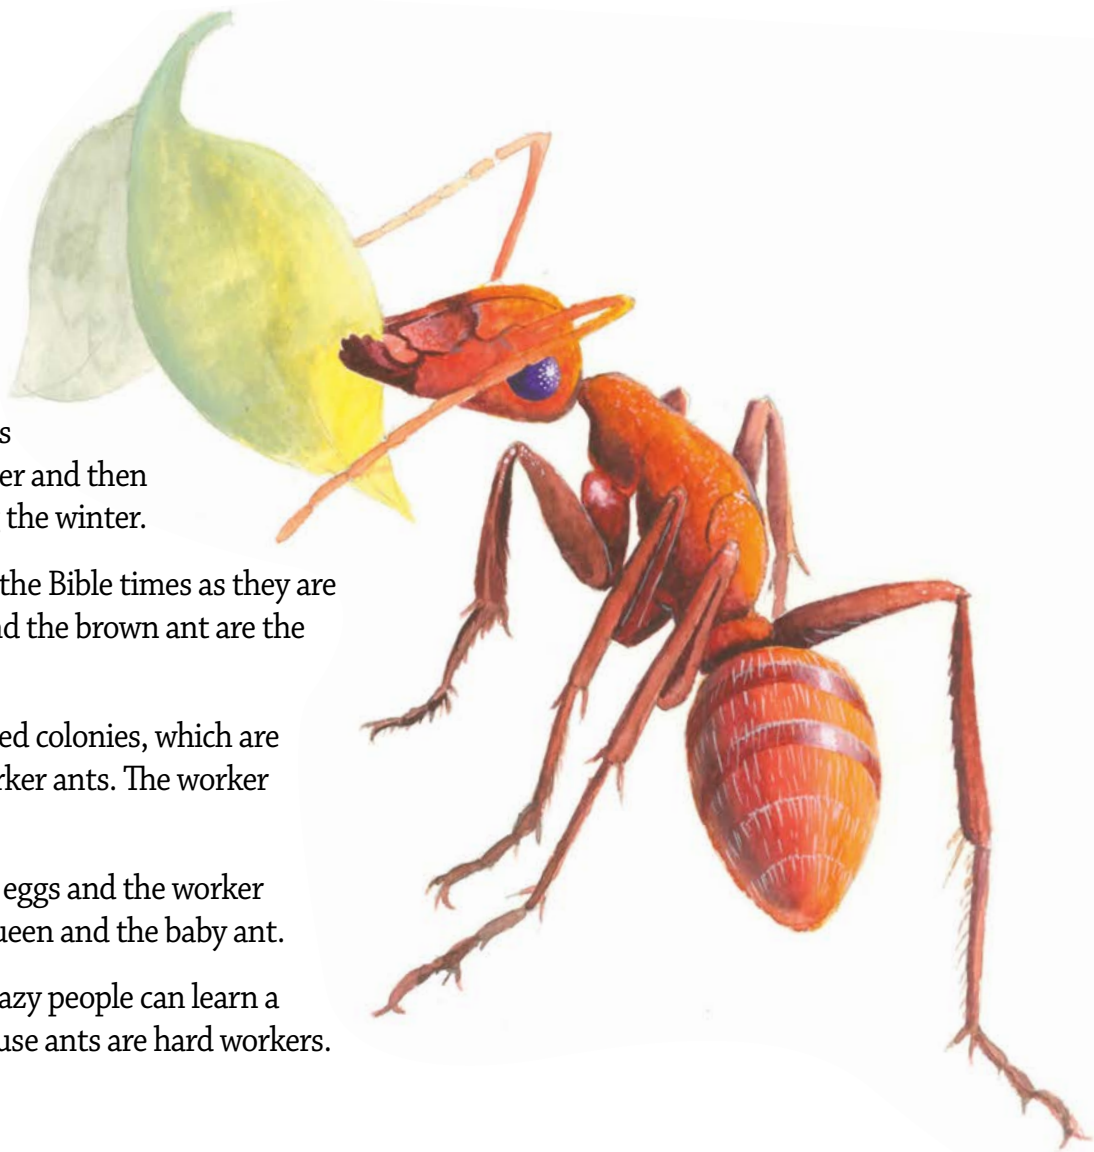 s
er and then
the winter.
the Bible times as they are
d the brown ant are the
ed colonies, which are
rker ants. The worker
eggs and the worker
ueen and the baby ant.
azy people can learn a
use ants are hard workers.